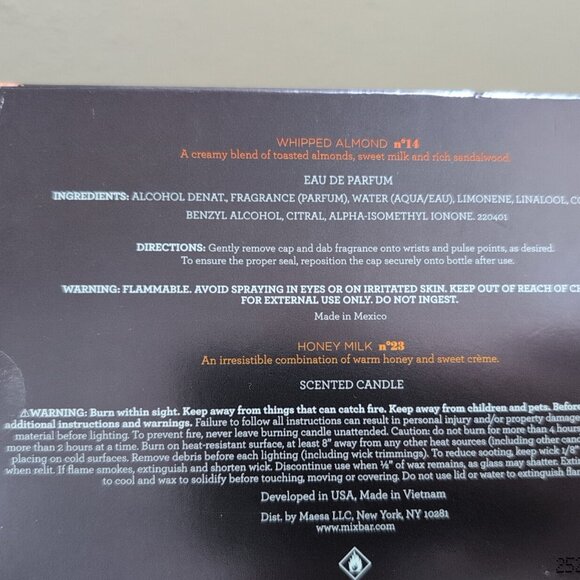 WHIPPED ALMOND nº14
A creamy blend of toasted almonds, sweet milk and rich sandalwood.
EAU DE PARFUM
INGREDIENTS: ALCOHOL DENAT., FRAGRANCE (PARFUM), WATER (AQUA/EAU), LIMONENE, LINALOOL, CO
BENZYL ALCOHOL, CITRAL, ALPHA-ISOMETHYL IONONE. 220401
DIRECTIONS: Gently remove cap and dab fragrance onto wrists and pulse points, as desired.
To ensure the proper seal, reposition the cap securely onto bottle after use.
WARNING: FLAMMABLE. AVOID SPRAYING IN EYES OR ON IRRITATED SKIN. KEEP OUT OF REACH OF CH
FOR EXTERNAL USE ONLY. DO NOT INGEST.
Made in Mexico
HONEY MILK nº23
An irresistible combination of warm honey and sweet crème.
SCENTED CANDLE
⚠WARNING: Burn within sight. Keep away from things that can catch fire. Keep away from children and pets. Before
additional instructions and warnings. Failure to follow all instructions can result in personal injury and/or property damage
material before lighting. To prevent fire, never leave burning candle unattended. Caution: do not burn for more than 4 hours
more than 2 hours at a time. Burn on heat-resistant surface, at least 8" away from any other heat sources (including other cand
placing on cold surfaces. Remove debris before each lighting (including wick trimmings). To reduce sooting, keep wick 1/8"
when relit. If flame smokes, extinguish and shorten wick. Discontinue use when ½" of wax remains, as glass may shatter. Exti
to cool and wax to solidify before touching, moving or covering. Do not use lid or water to extinguish flam
Developed in USA, Made in Vietnam
Dist. by Maesa LLC, New York, NY 10281
www.mixbar.com